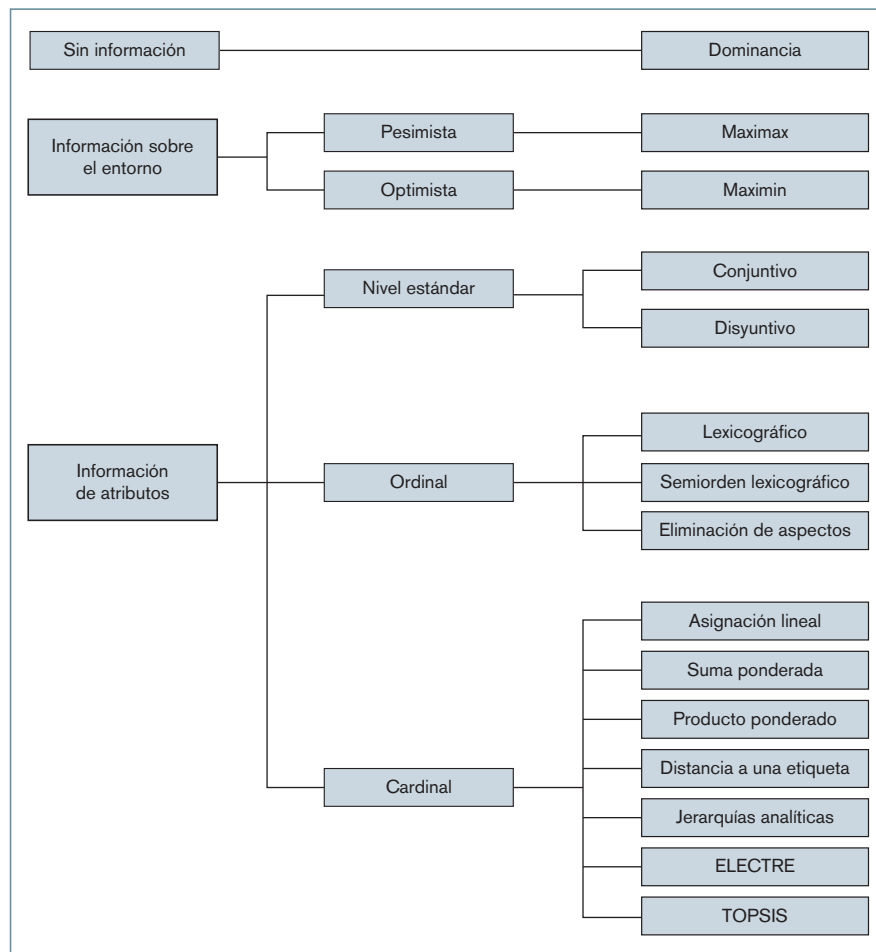 Sin información
Dominancia
Información sobre
el entorno
Pesimista
Maximax
Optimista
Maximin
Información
de atributos
Nivel estándar
Conjuntivo
Disyuntivo
Ordinal
Lexicográfico
Semiorden lexicográfico
Eliminación de aspectos
Cardinal
Asignación lineal
Suma ponderada
Producto ponderado
Distancia a una etiqueta
Jerarquías analíticas
ELECTRE
TOPSIS